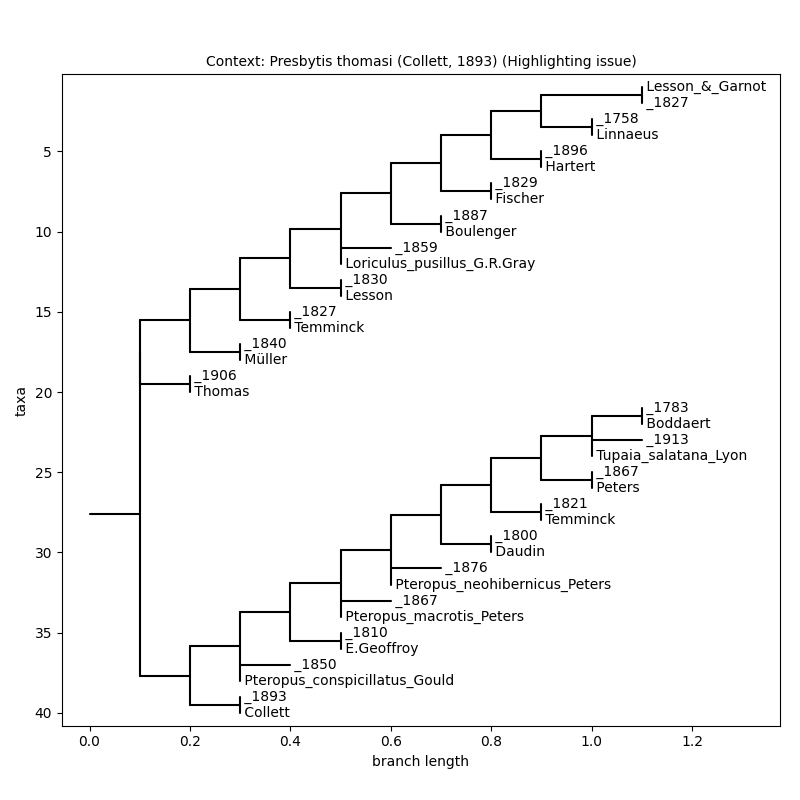 Context: Presbytis thomasi (Collett, 1893) (Highlighting issue)
Lesson_&_Garnot
_1827
_1758
Linnaeus
5
_1896
Hartert
_1829
Fischer
_1887
Boulenger
10
_1859
Loriculus_pusillus_G.R.Gray
_1830
Lesson
15
_1827
Temminck
_1840
Müller
_1906
Thomas
20
_1783
Boddaert
_1913
Tupaia_salatana_Lyon
25
_1867
Peters
_1821
Temminck
_1800
Daudin
30
_1876
Pteropus_neohibernicus_Peters
_1867
Pteropus_macrotis_Peters
35
_1810
E.Geoffroy
_1850
Pteropus_conspicillatus_Gould
_1893
Collett
40
taxa
0.0 0.2 0.4 0.6 0.8 1.0 1.2
branch length